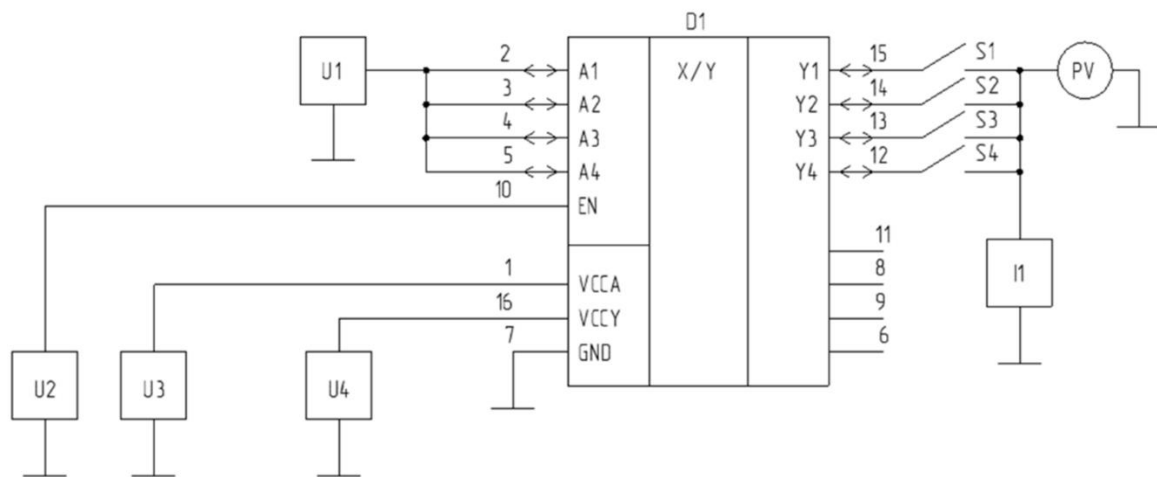 D1
U1 2 A1 X/Y Y1 15 S1 PV
3 A2 Y2 14 S2
4 A3 Y3 13 S3
5 A4 Y4 12 S4
10 EN
11
1 VCCA 8 I1
16 VCCY 9
7 GND 6
U2 U3 U4